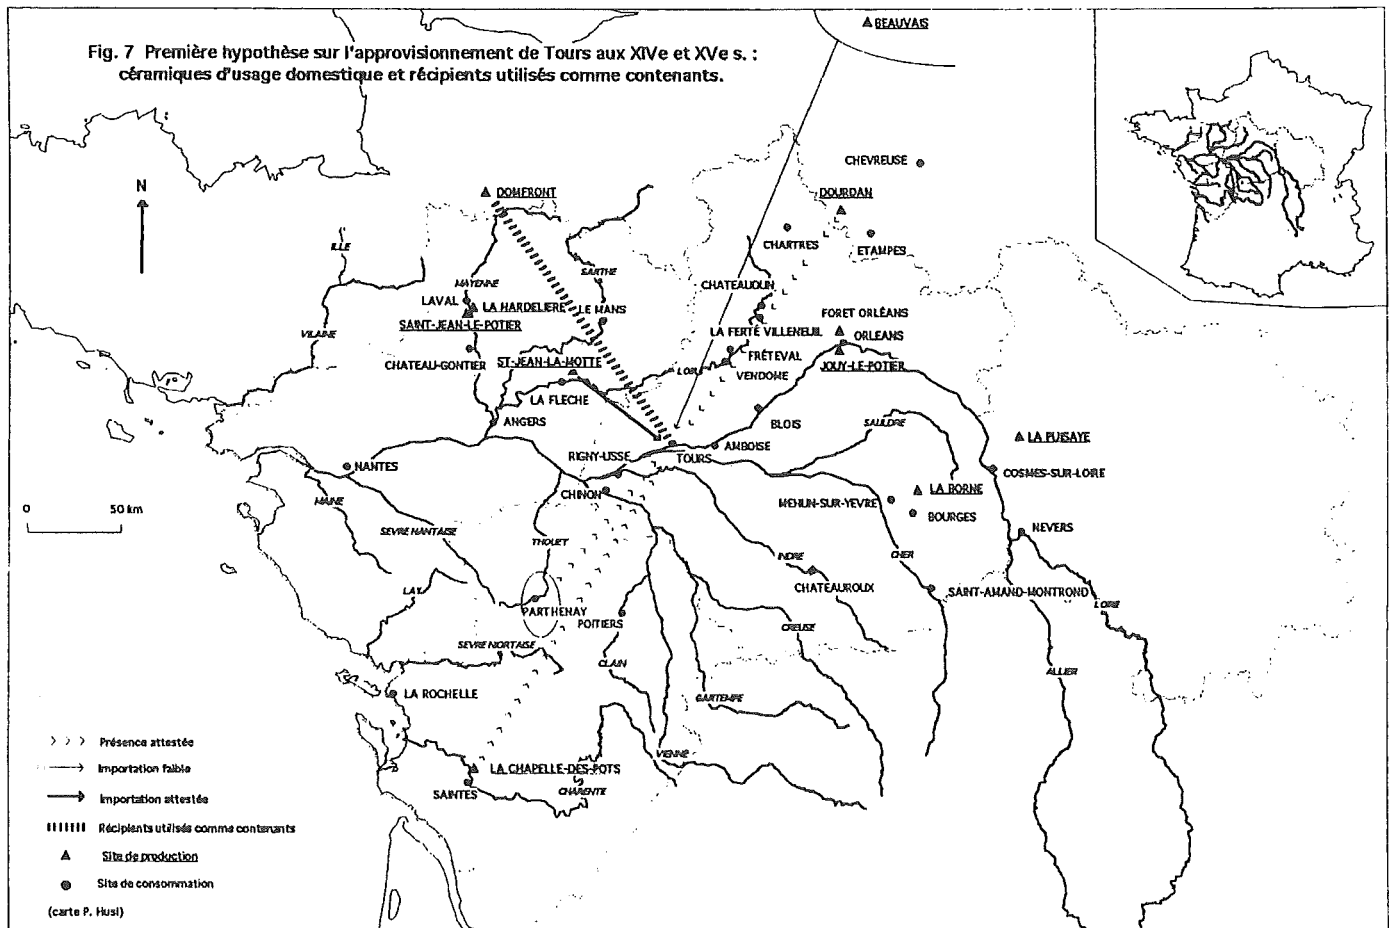 Fig. 7 Première hypothèse sur l'approvisionnement de Tours aux XIVe et XVe s. :
céramiques d'usage domestique et récipients utilisés comme contenants.
BEAUVAIS
CHEVREUSE
N
DOMFRONT
DOURDAN
ILLE
CHARTRES
ETAMPES
SARTHE
MAYENNE
CHATEAUDUN
LAVAL
LA HARDELIERE
LE MANS
FORET ORLÉANS
SAINT-JEAN-LE-POTIER
VILAINE
LA FERTÉ VILLENEUIL
ORLEANS
CHATEAU-GONTIER
ST-JEAN-LA-MOTTE
FRÉTEVAL
JOUY-LE-POTIER
LOIR
VENDOME
LA FLECHE
ANGERS
BLOIS
SAULDRE
LA PUISAYE
AMBOISE
RIGNY-USSE
TOURS
NANTES
COSMES-SUR-LOIRE
CHINON
LA BORNE
MEHUN-SUR-YEVRE
MAINE
BOURGES
0 50 km
SEVRE NANTAISE
NEVERS
THOUET
INDRE
CHER
CHATEAUROUX
LAY
SAINT-AMAND-MONTROND
LOIRE
PARTHENAY
POITIERS
CREUSE
SEVRE NIORTAISE
CLAIN
ALLIER
LA ROCHELLE
GARTEMPE
Présence attestée
VIENNE
Importation faible
LA CHAPELLE-DES-POTS
SAINTES
CHARENTE
Importation attestée
Récipients utilisés comme contenants
Site de production
Site de consommation
(carte P. Husi)